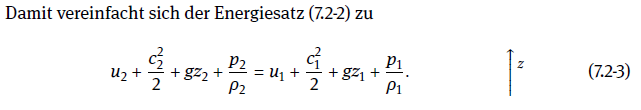 Damit vereinfacht sich der Energiesatz (7.2-2) zu
u₂ + c₂²/2 + gz₂ + p₂/ρ₂ = u₁ + c₁²/2 + gz₁ + p₁/ρ₁. z (7.2-3)